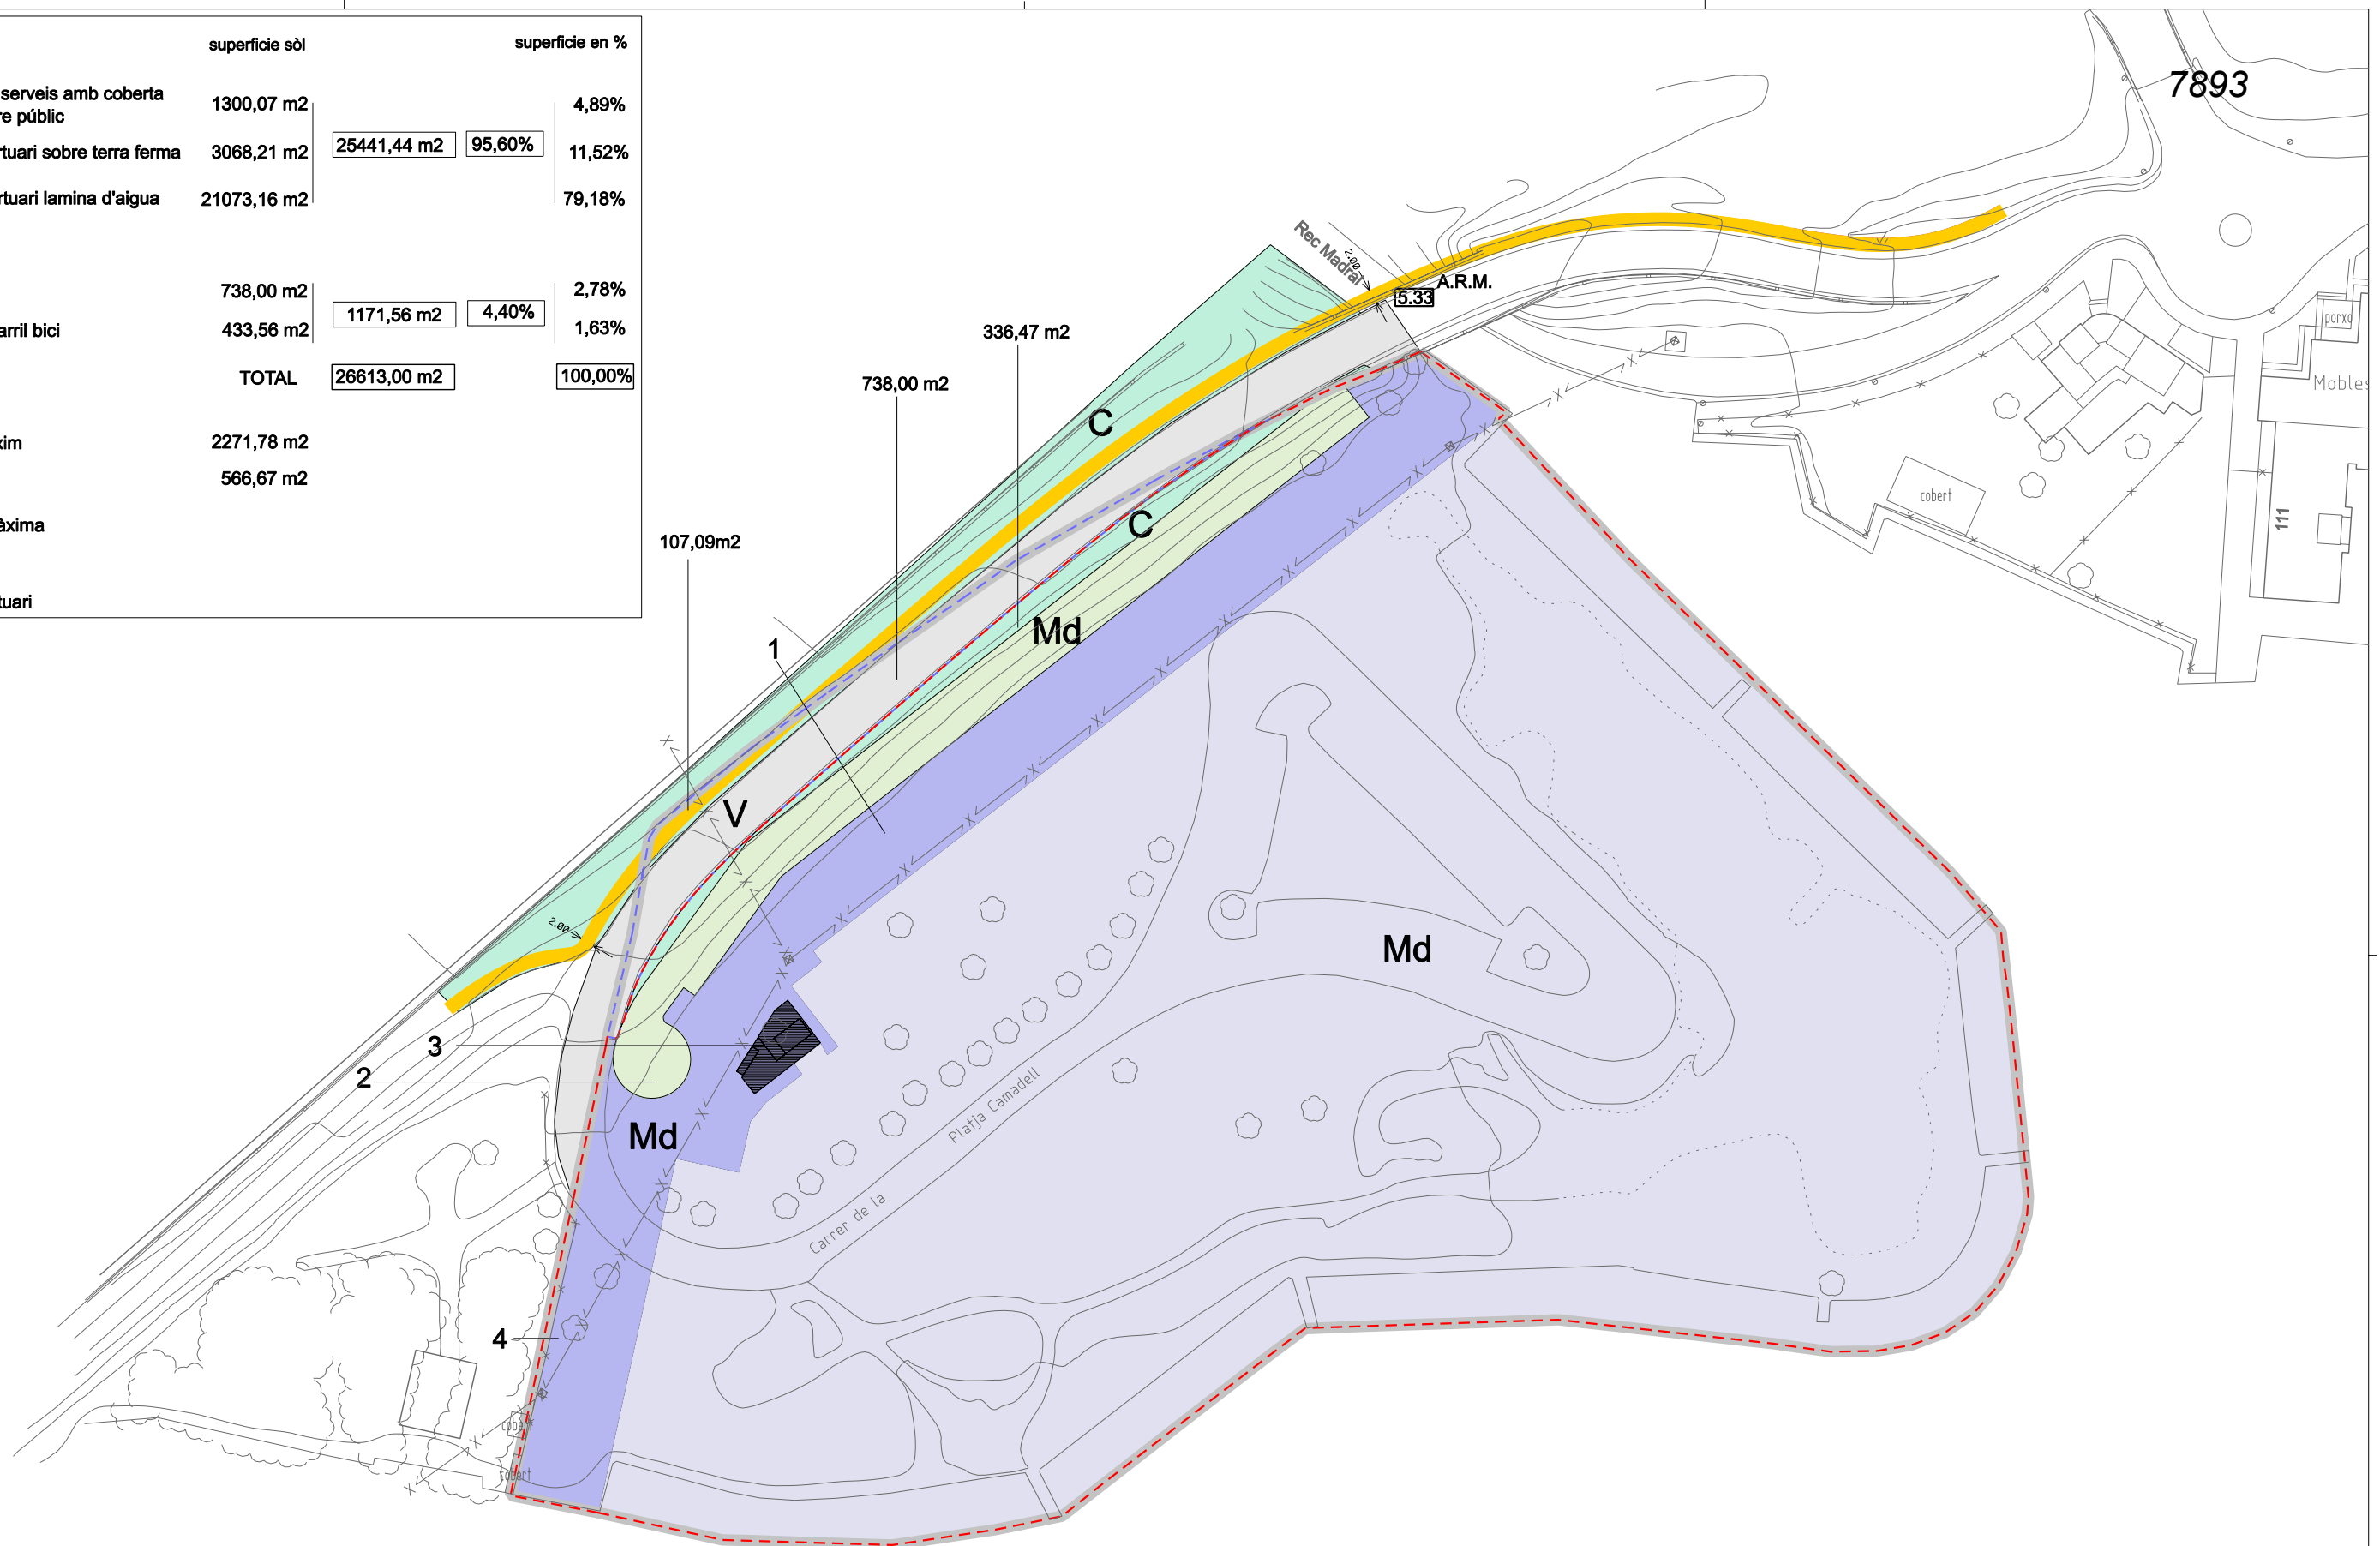 superficie sòl superficie en %
serveis amb coberta
re públic 1300,07 m2 4,89%
rtuari sobre terra ferma 3068,21 m2 25441,44 m2 95,60% 11,52%
rtuari lamina d'aigua 21073,16 m2 79,18%
738,00 m2 2,78%
1171,56 m2 4,40%
arril bici 433,56 m2 1,63%
TOTAL 26613,00 m2 100,00%
xim 2271,78 m2
566,67 m2
àxima
tuari
7893
Rec Madral
2.00
A.R.M.
5.33
porxo
Mobles
336,47 m2
738,00 m2
C
cobert
111
C
107,09m2
Md
1
V
2.00
Md
3
2
Platja Camadell
Md
Carrer de la
4
cobert
cobert